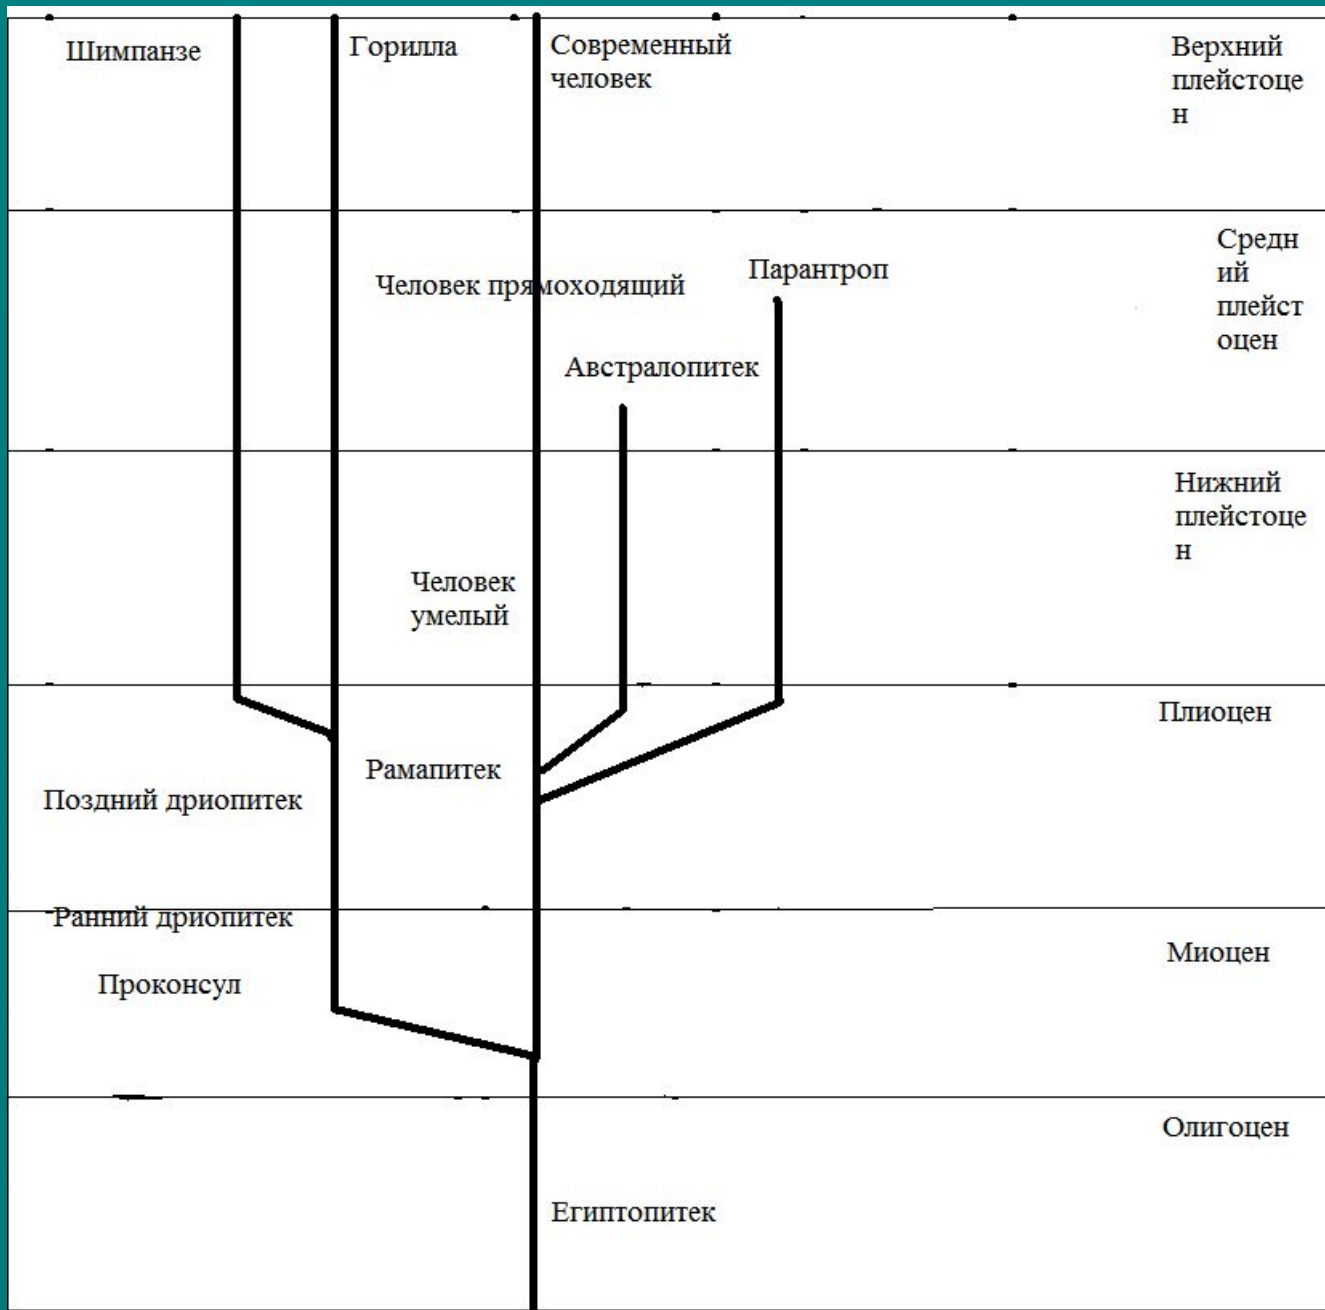 Шимпанзе
Горилла
Современный
человек
Верхний
плейстоце
н
Средн
ий
плейст
оцен
Человек прямоходящий
Парантроп
Австралопитек
Нижний
плейстоце
н
Человек
умелый
Плиоцен
Рамапитек
Поздний дриопитек
Ранний дриопитек
Миоцен
Проконсул
Олигоцен
Египтопитек